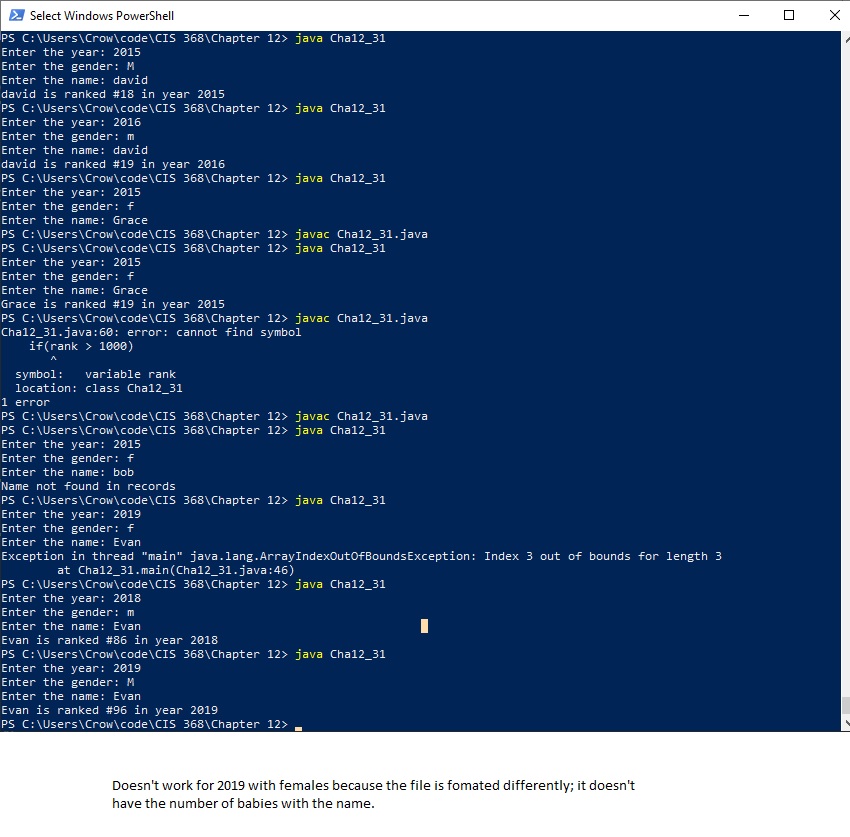 Select Windows PowerShell
PS C:\Users\Crow\code\CIS 368\Chapter 12> java Cha12_31
Enter the year: 2015
Enter the gender: M
Enter the name: david
david is ranked #18 in year 2015
PS C:\Users\Crow\code\CIS 368\Chapter 12> java Cha12_31
Enter the year: 2016
Enter the gender: m
Enter the name: david
david is ranked #19 in year 2016
PS C:\Users\Crow\code\CIS 368\Chapter 12> java Cha12_31
Enter the year: 2015
Enter the gender: f
Enter the name: Grace
PS C:\Users\Crow\code\CIS 368\Chapter 12> javac Cha12_31.java
PS C:\Users\Crow\code\CIS 368\Chapter 12> java Cha12_31
Enter the year: 2015
Enter the gender: f
Enter the name: Grace
Grace is ranked #19 in year 2015
PS C:\Users\Crow\code\CIS 368\Chapter 12> javac Cha12_31.java
Cha12_31.java:60: error: cannot find symbol
    if(rank > 1000)
       ^
  symbol:   variable rank
  location: class Cha12_31
1 error
PS C:\Users\Crow\code\CIS 368\Chapter 12> javac Cha12_31.java
PS C:\Users\Crow\code\CIS 368\Chapter 12> java Cha12_31
Enter the year: 2015
Enter the gender: f
Enter the name: bob
Name not found in records
PS C:\Users\Crow\code\CIS 368\Chapter 12> java Cha12_31
Enter the year: 2019
Enter the gender: f
Enter the name: Evan
Exception in thread "main" java.lang.ArrayIndexOutOfBoundsException: Index 3 out of bounds for length 3
        at Cha12_31.main(Cha12_31.java:46)
PS C:\Users\Crow\code\CIS 368\Chapter 12> java Cha12_31
Enter the year: 2018
Enter the gender: m
Enter the name: Evan
Evan is ranked #86 in year 2018
PS C:\Users\Crow\code\CIS 368\Chapter 12> java Cha12_31
Enter the year: 2019
Enter the gender: M
Enter the name: Evan
Evan is ranked #96 in year 2019
PS C:\Users\Crow\code\CIS 368\Chapter 12>
Doesn't work for 2019 with females because the file is fomated differently; it doesn't
have the number of babies with the name.